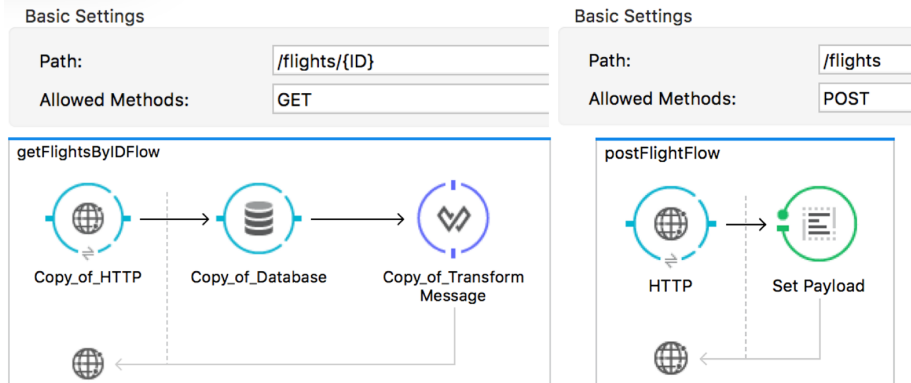 Basic Settings
Path:
/flights/{ID}
Allowed Methods:
GET
getFlightsByIDFlow
Copy_of_HTTP
Copy_of_Database
Copy_of_Transform
Message
Basic Settings
Path:
/flights
Allowed Methods:
POST
postFlightFlow
HTTP
Set Payload